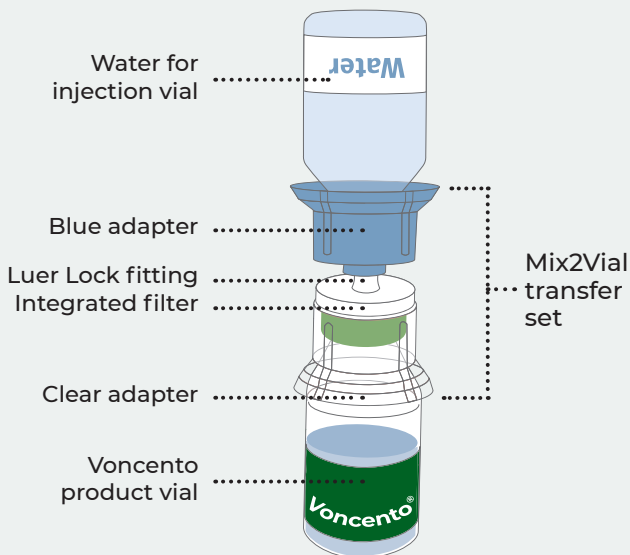 Water for
injection vial
Water
Blue adapter
Luer Lock fitting
Integrated filter
Mix2Vial
transfer
set
Clear adapter
Voncento
product vial
Voncento®